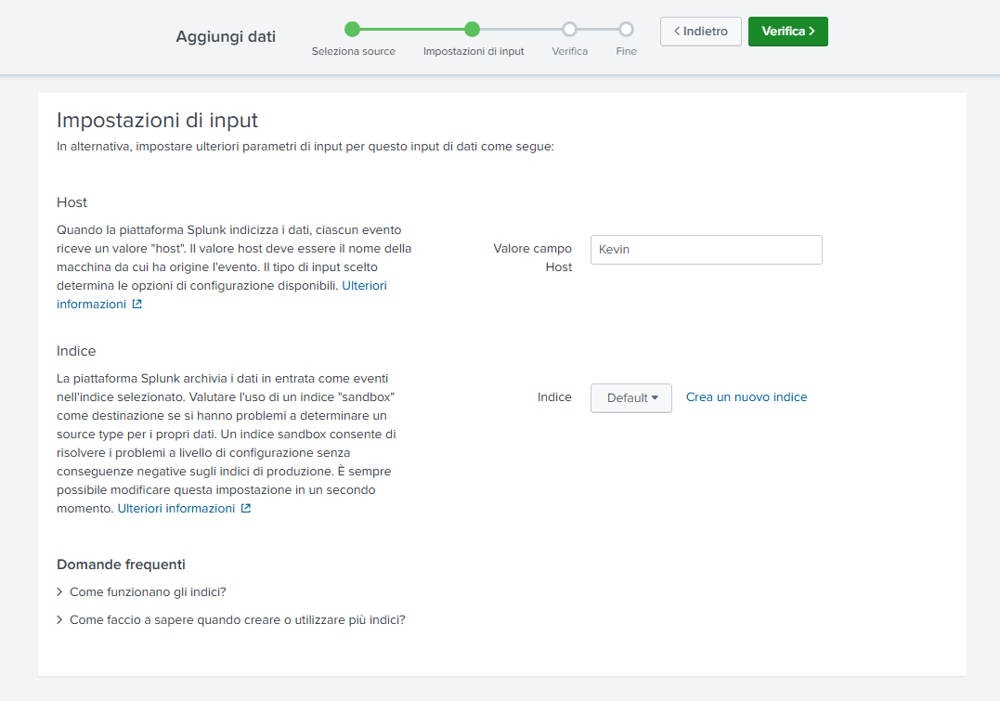 Aggiungi dati
Seleziona source
Impostazioni di input
Verifica
Fine
Indietro
Verifica
Impostazioni di input
In alternativa, impostare ulteriori parametri di input per questo input di dati come segue:
Host
Quando la piattaforma Splunk indicizza i dati, ciascun evento
riceve un valore "host". Il valore host deve essere il nome della
macchina da cui ha origine l'evento. Il tipo di input scelto
determina le opzioni di configurazione disponibili. Ulteriori
informazioni
Valore campo
Host
Kevin
Indice
La piattaforma Splunk archivia i dati in entrata come eventi
nell'indice selezionato. Valutare l'uso di un indice "sandbox"
come destinazione se si hanno problemi a determinare un
source type per i propri dati. Un indice sandbox consente di
risolvere i problemi a livello di configurazione senza
conseguenze negative sugli indici di produzione. È sempre
possibile modificare questa impostazione in un secondo
momento. Ulteriori informazioni
Indice
Default
Crea un nuovo indice
Domande frequenti
Come funzionano gli indici?
Come faccio a sapere quando creare o utilizzare più indici?